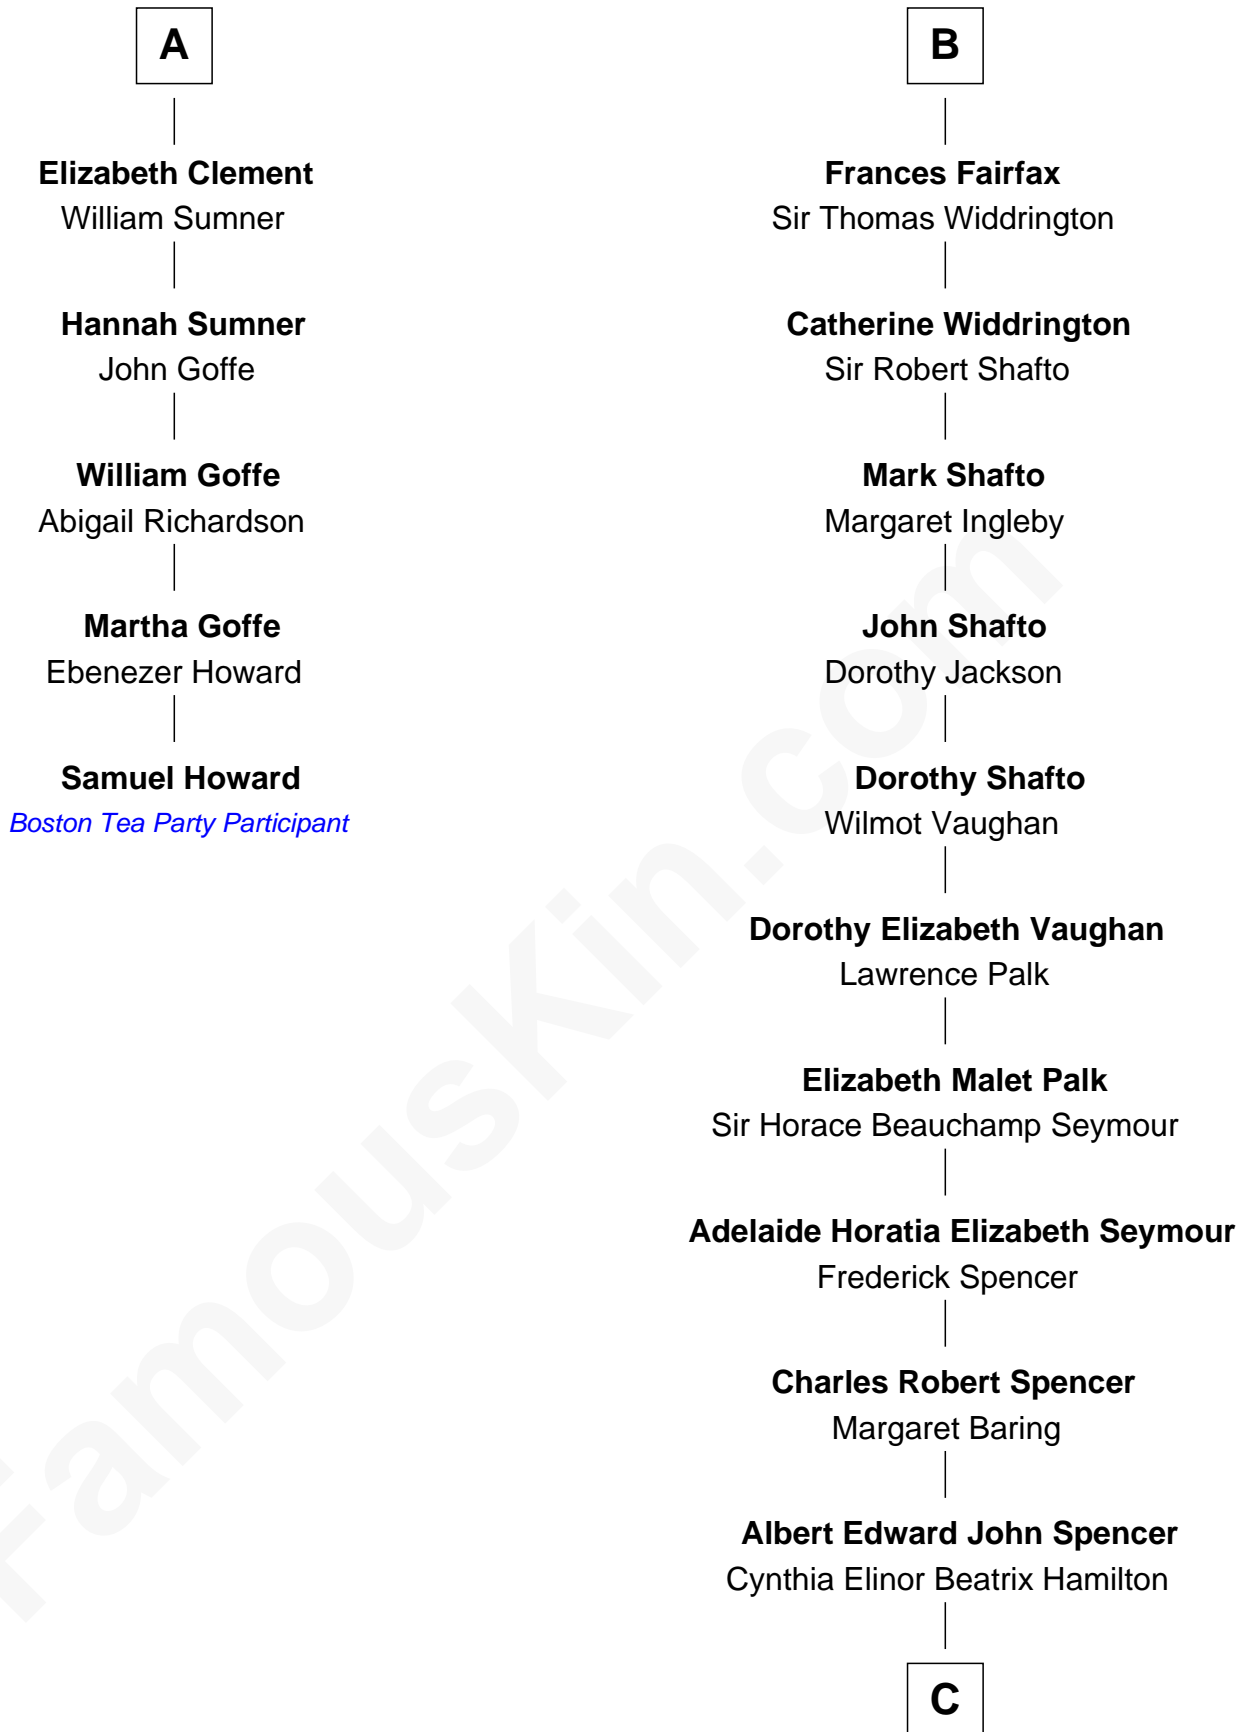 A
Elizabeth Clement
William Sumner
Hannah Sumner
John Goffe
William Goffe
Abigail Richardson
Martha Goffe
Ebenezer Howard
Samuel Howard
Boston Tea Party Participant
B
Frances Fairfax
Sir Thomas Widdrington
Catherine Widdrington
Sir Robert Shafto
Mark Shafto
Margaret Ingleby
John Shafto
Dorothy Jackson
Dorothy Shafto
Wilmot Vaughan
Dorothy Elizabeth Vaughan
Lawrence Palk
Elizabeth Malet Palk
Sir Horace Beauchamp Seymour
Adelaide Horatia Elizabeth Seymour
Frederick Spencer
Charles Robert Spencer
Margaret Baring
Albert Edward John Spencer
Cynthia Elinor Beatrix Hamilton
C
FamousKin.com